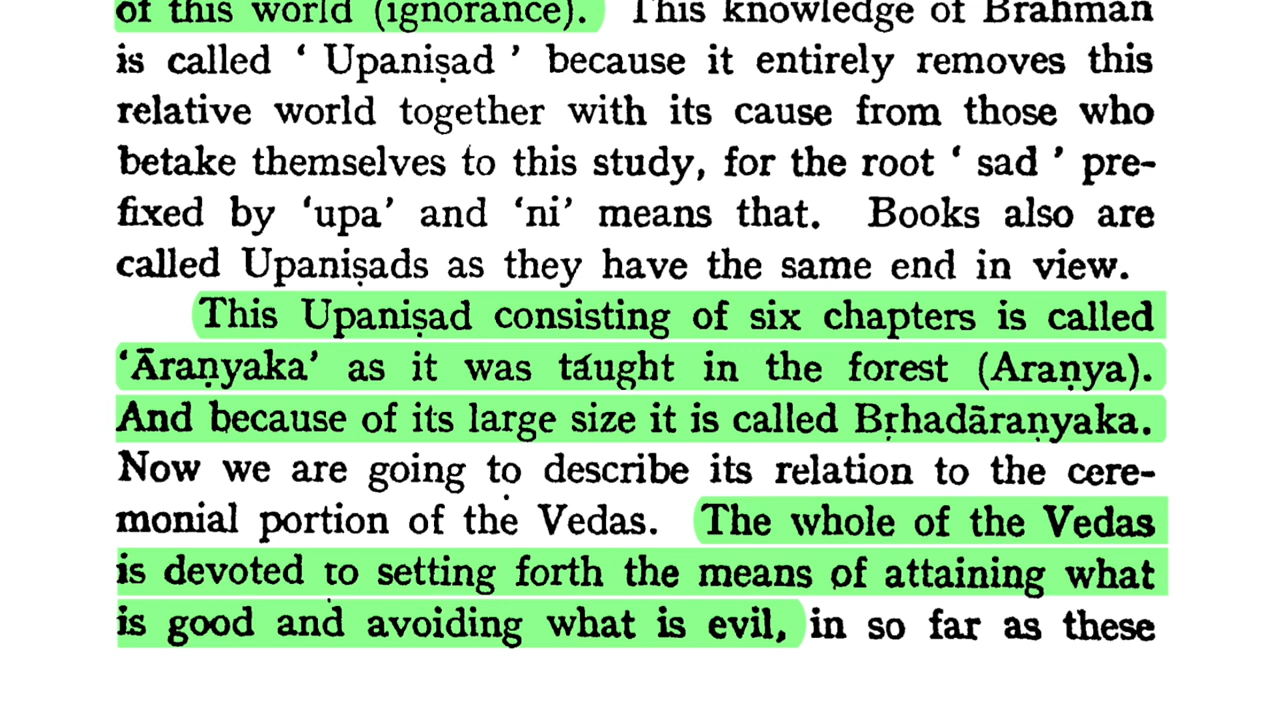 of this world (ignorance). This knowledge of Brahman
is called ‘ Upaniṣad ’ because it entirely removes this
relative world together with its cause from those who
betake themselves to this study, for the root ‘ sad ’ pre-
fixed by ‘upa’ and ‘ni’ means that. Books also are
called Upaniṣads as they have the same end in view.
This Upaniṣad consisting of six chapters is called
‘Āraṇyaka’ as it was taught in the forest (Araṇya).
And because of its large size it is called Bṛhadāraṇyaka.
Now we are going to describe its relation to the cere-
monial portion of the Vedas. The whole of the Vedas
is devoted to setting forth the means of attaining what
is good and avoiding what is evil, in so far as these